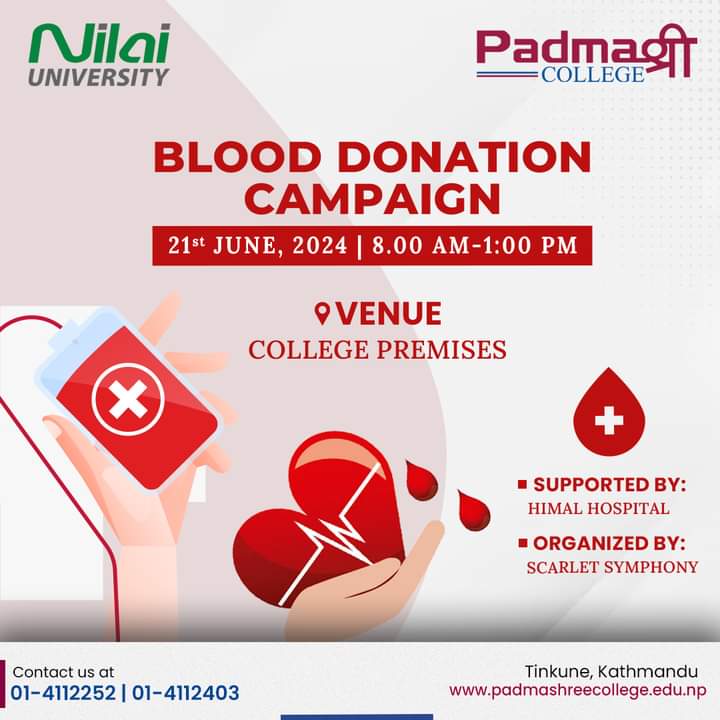 Nilai
UNIVERSITY
Padmaश्री
COLLEGE
BLOOD DONATION
CAMPAIGN
21st JUNE, 2024 | 8.00 AM-1:00 PM
VENUE
COLLEGE PREMISES
SUPPORTED BY:
HIMAL HOSPITAL
ORGANIZED BY:
SCARLET SYMPHONY
Contact us at
01-4112252 | 01-4112403
Tinkune, Kathmandu
www.padmashreecollege.edu.np